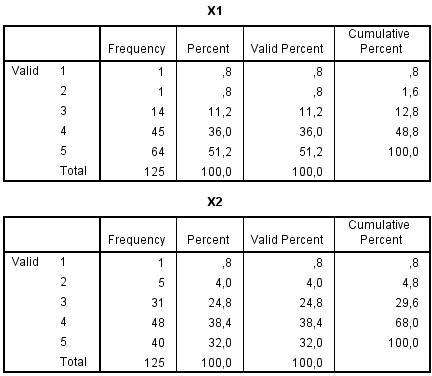 X1
Frequency Percent Valid Percent Cumulative Percent
Valid 1 1 ,8 ,8 ,8
2 1 ,8 ,8 1,6
3 14 11,2 11,2 12,8
4 45 36,0 36,0 48,8
5 64 51,2 51,2 100,0
Total 125 100,0 100,0
X2
Frequency Percent Valid Percent Cumulative Percent
Valid 1 1 ,8 ,8 ,8
2 5 4,0 4,0 4,8
3 31 24,8 24,8 29,6
4 48 38,4 38,4 68,0
5 40 32,0 32,0 100,0
Total 125 100,0 100,0